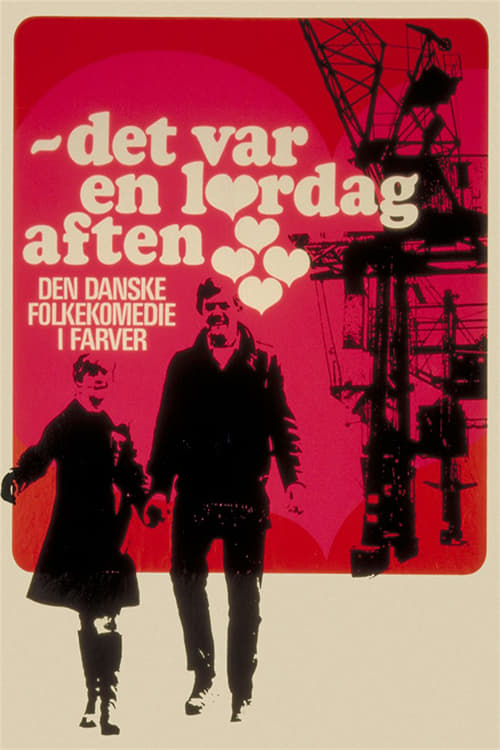 ~det var
en lørdag
aften
DEN DANSKE
FOLKEKOMEDIE
I FARVER